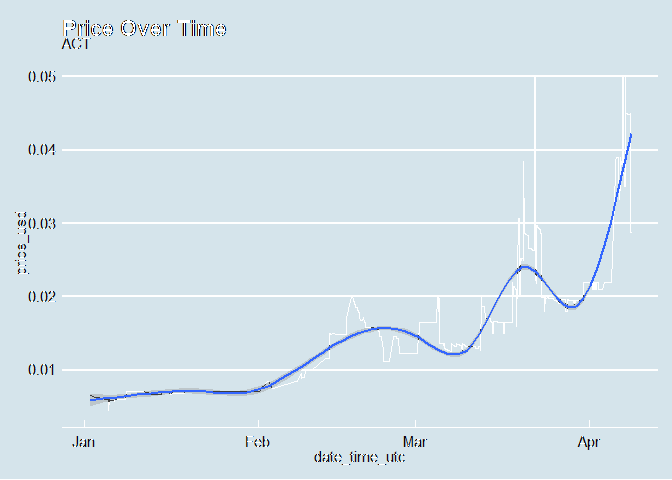 Price Over Time
ACT
0.05
0.04
0.03
0.02
0.01
price_usd
Jan
Feb
Mar
Apr
date_time_utc